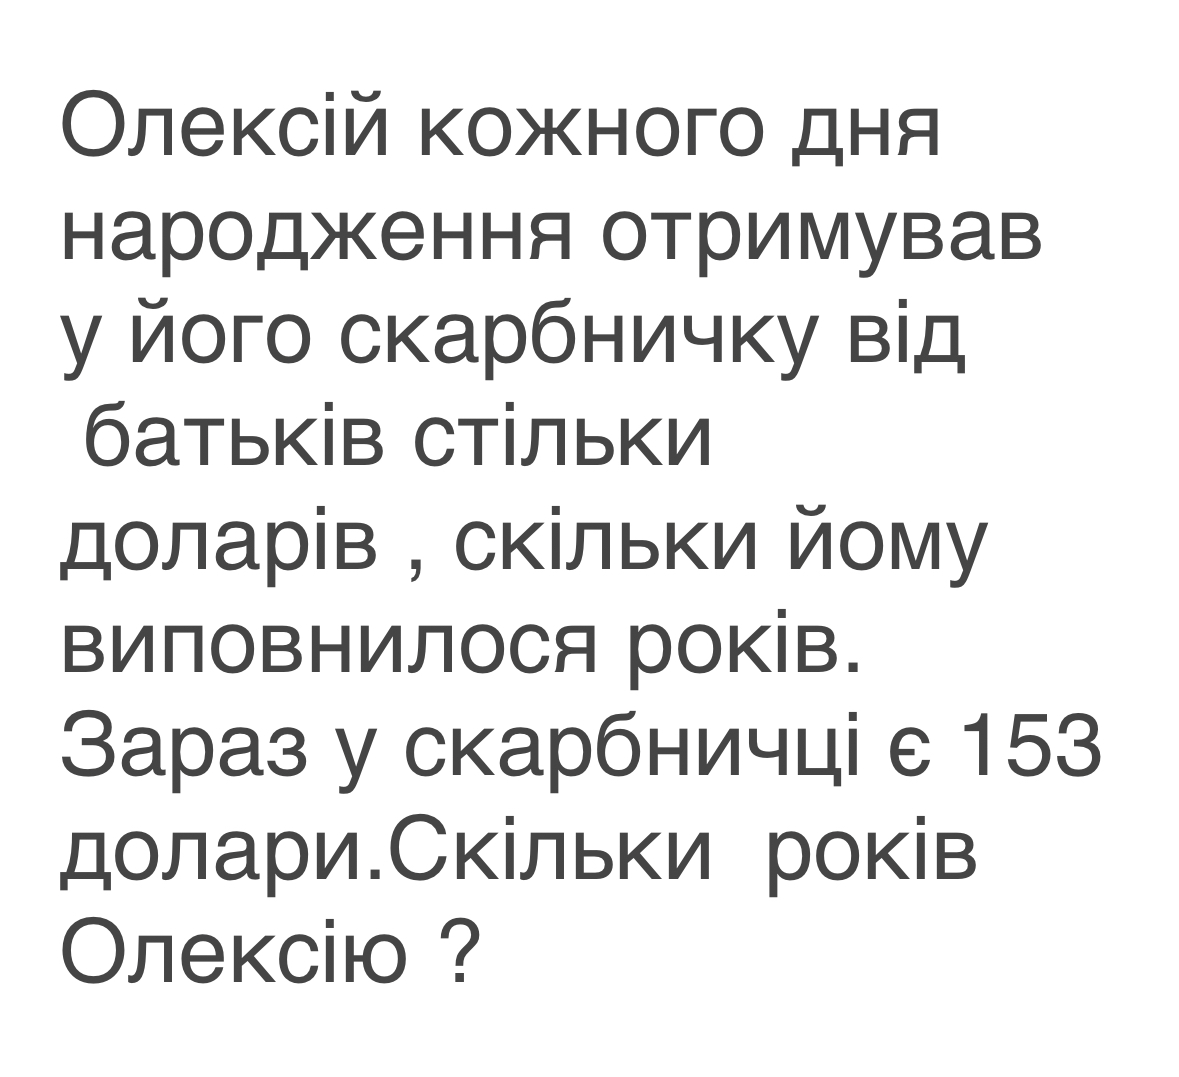 Олексій кожного дня
народження отримував
у його скарбничку від
батьків стільки
доларів , скільки йому
виповнилося років.
Зараз у скарбничці є 153
долари.Скільки  років
Олексію ?